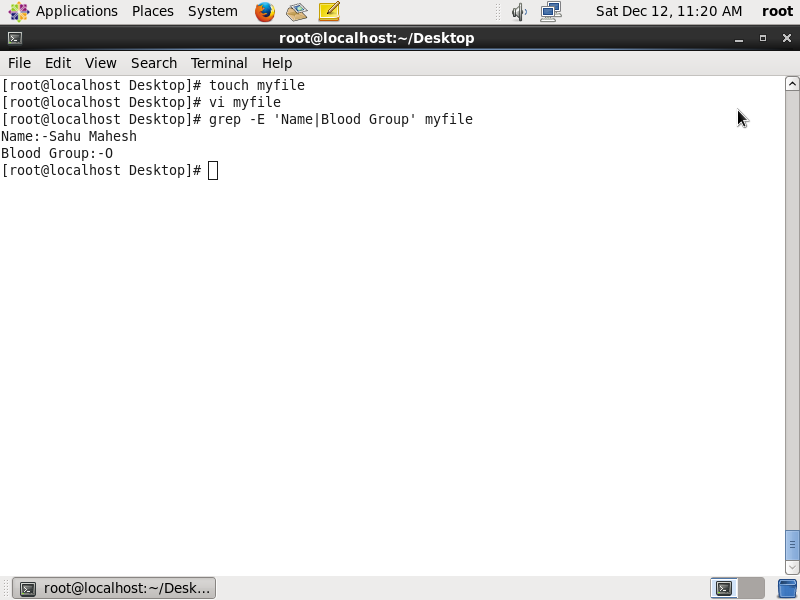 Applications Places System Sat Dec 12, 11:20 AM root
root@localhost:~/Desktop
File Edit View Search Terminal Help
[root@localhost Desktop]# touch myfile
[root@localhost Desktop]# vi myfile
[root@localhost Desktop]# grep -E 'Name|Blood Group' myfile
Name:-Sahu Mahesh
Blood Group:-O
[root@localhost Desktop]#
root@localhost:~/Desk...